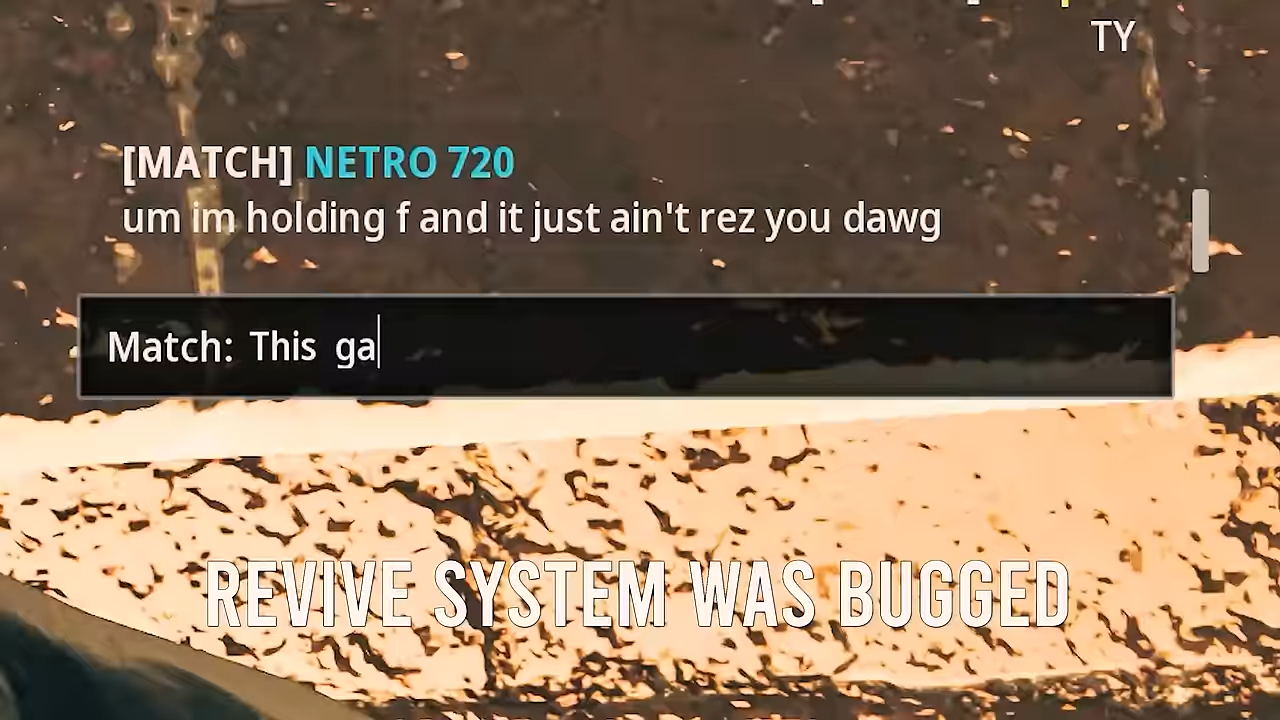 TY
[MATCH] NETRO 720
um im holding f and it just ain't rez you dawg
Match: This ga
REVIVE SYSTEM WAS BUGGED